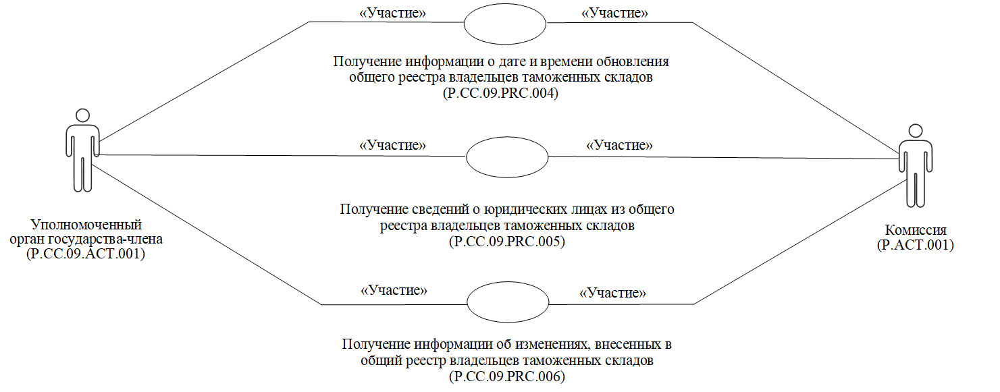 «Участие»
«Участие»
Получение информации о дате и времени обновления
общего реестра владельцев таможенных складов
(P.CC.09.PRC.004)
«Участие»
«Участие»
Получение сведений о юридических лицах из общего
реестра владельцев таможенных складов
(P.CC.09.PRC.005)
Уполномоченный
орган государства-члена
(P.CC.09.ACT.001)
Комиссия
(P.ACT.001)
«Участие»
«Участие»
Получение информации об изменениях, внесенных в
общий реестр владельцев таможенных складов
(P.CC.09.PRC.006)